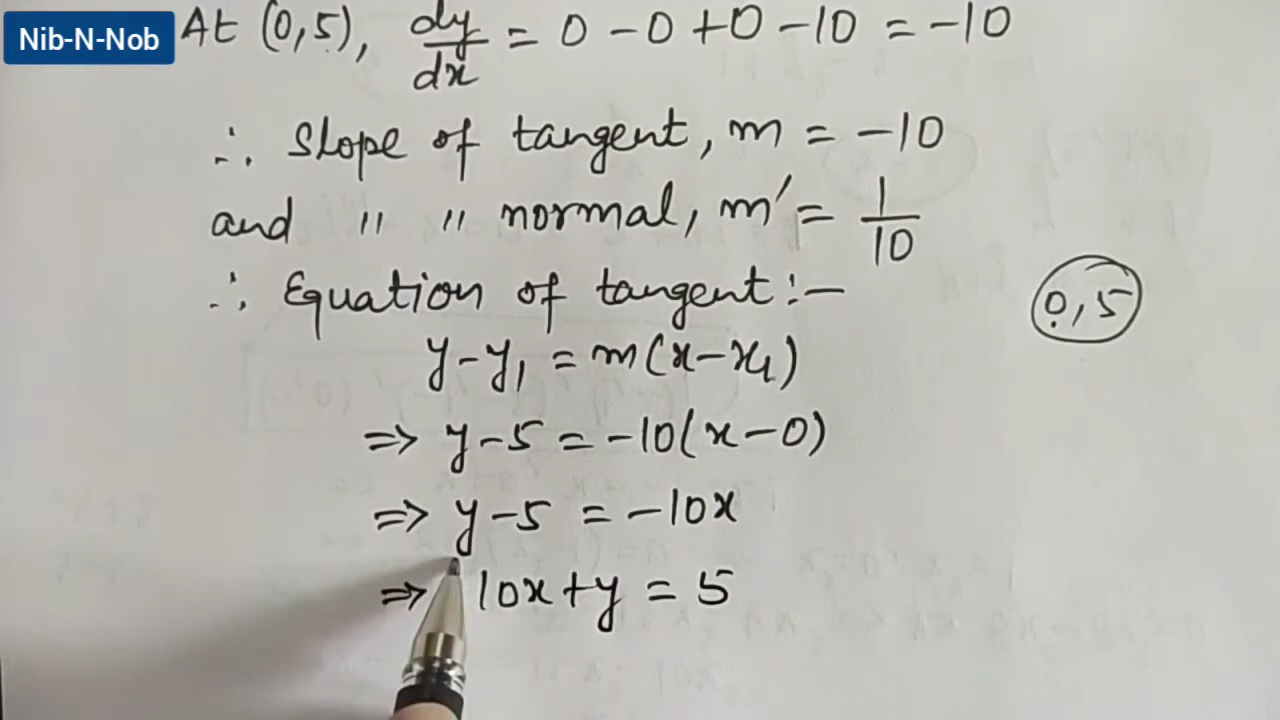 Nib-N-Nob
At (0,5), dy/dx = 0 - 0 + 0 - 10 = -10
∴ Slope of tangent, m = -10
and " " normal, m' = 1/10
∴ Equation of tangent :-
0,5
y - y₁ = m(x - x₁)
⇒ y - 5 = -10(x - 0)
⇒ y - 5 = -10x
⇒ 10x + y = 5